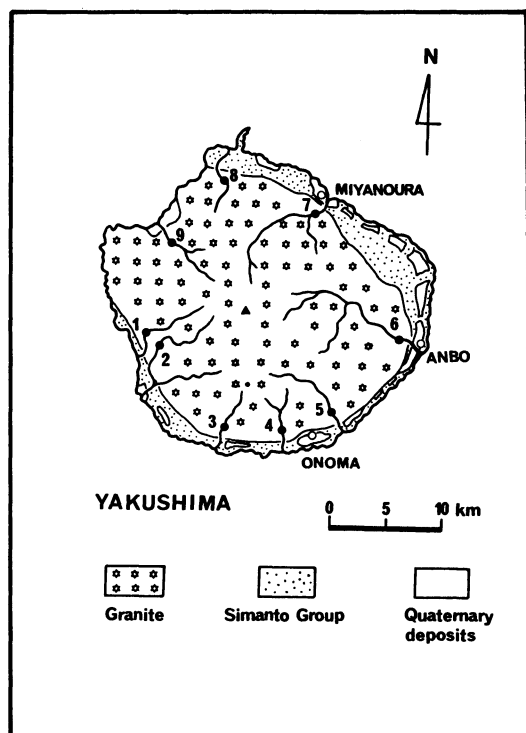 N
8
MIYANOURA
7
9
1
2
6
ANBO
3
4
5
ONOMA
YAKUSHIMA
0 5 10 km
Granite
Simanto Group
Quaternary
deposits